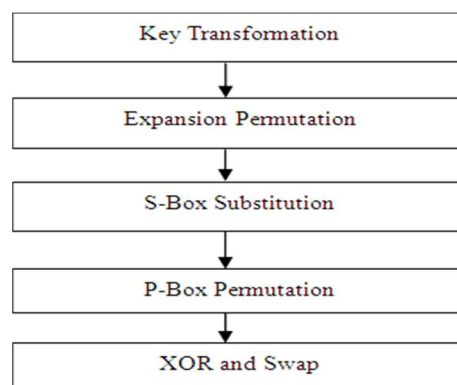 Key Transformation
Expansion Permutation
S-Box Substitution
P-Box Permutation
XOR and Swap